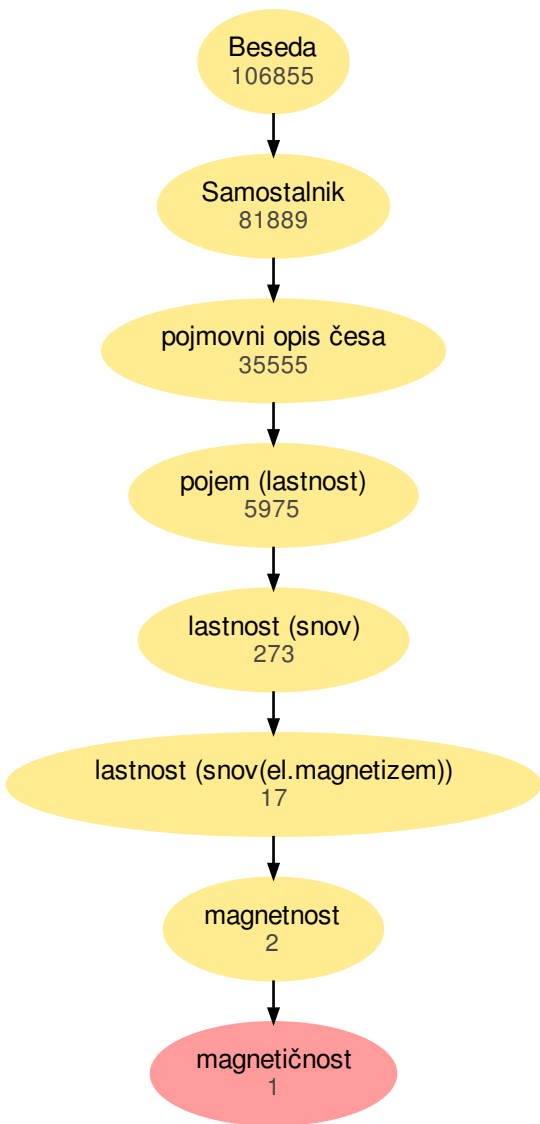 Beseda
106855
Samostalnik
81889
pojmovni opis česa
35555
pojem (lastnost)
5975
lastnost (snov)
273
lastnost (snov(el.magnetizem))
17
magnetnost
2
magnetičnost
1